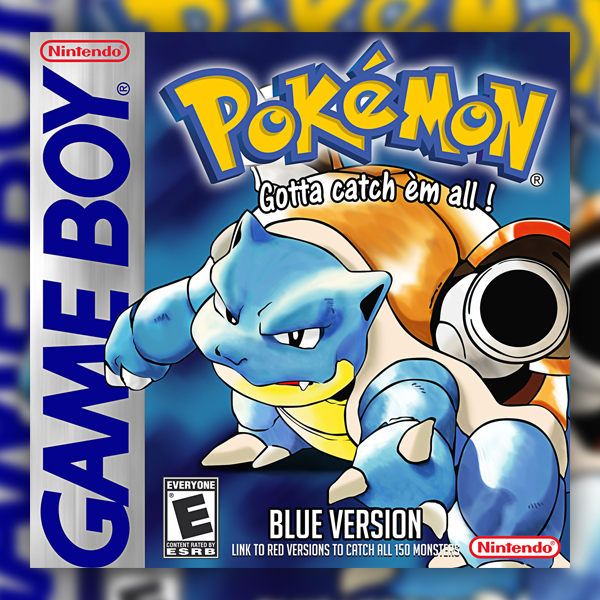 Nintendo®
GAME BOY®
POKéMON®
Gotta catch èm all !
EVERYONE
E®
CONTENT RATED BY
ESRB
BLUE VERSION
LINK TO RED VERSIONS TO CATCH ALL 150 MONSTERS
Nintendo®